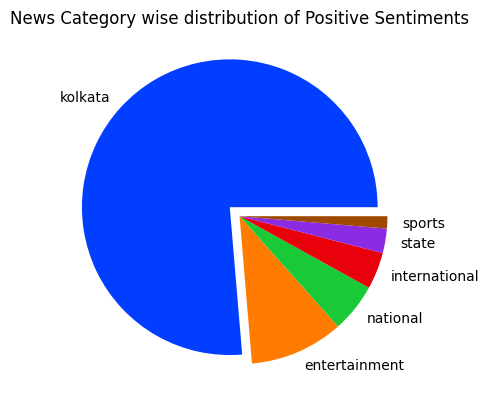 News Category wise distribution of Positive Sentiments
kolkata
sports
state
international
national
entertainment